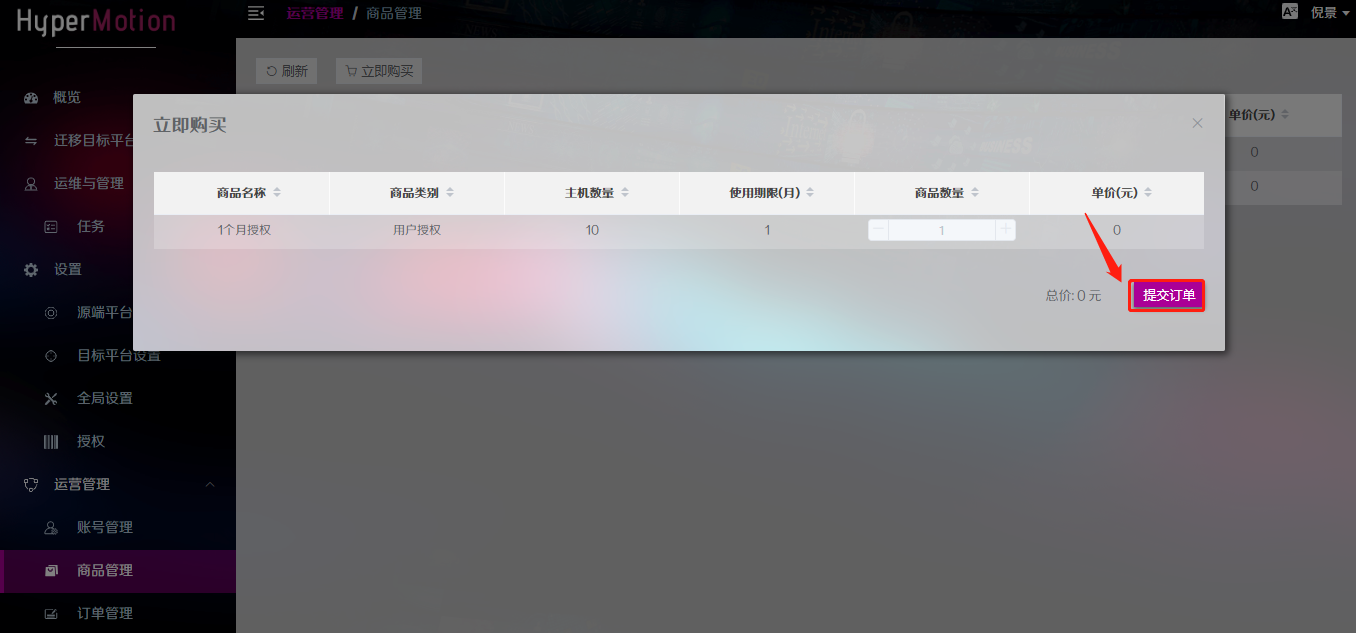 HyperMotion
运营管理 / 商品管理
倪景
刷新
立即购买
概览
迁移目标平台
运维与管理
任务
设置
源端平台
目标平台设置
全局设置
授权
运营管理
账号管理
商品管理
订单管理
单价(元)
0
0
立即购买
商品名称 商品类别 主机数量 使用期限(月) 商品数量 单价(元)
1个月授权 用户授权 10 1 1 0
总价: 0 元
提交订单